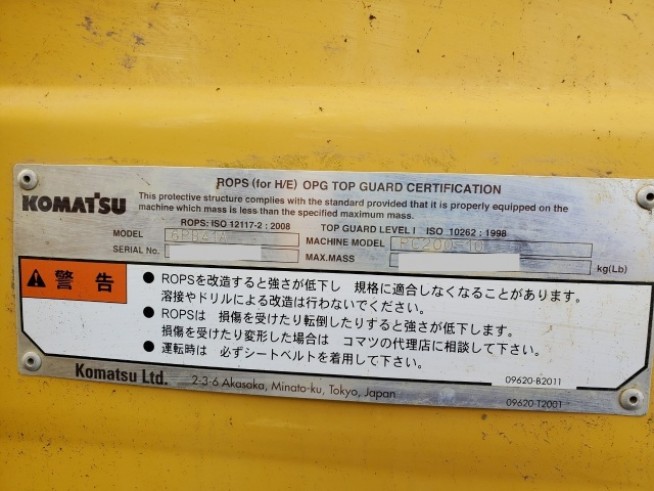 ROPS (for H/E) OPG TOP GUARD CERTIFICATION
KOMATSU
This protective structure complies with the standard provided that it is properly equipped on the
machine which mass is less than the specified maximum mass.
ROPS: ISO 12117-2 : 2008 TOP GUARD LEVEL I ISO 10262 : 1998
MODEL MACHINE MODEL PC200-10
SERIAL No. MAX.MASS kg(Lb)
警告
● ROPSを改造すると強さが低下し 規格に適合しなくなることがあります。
溶接やドリルによる改造は行わないでください。
● ROPSは 損傷を受けたり転倒したりすると強さが低下します。
損傷を受けたり変形した場合は コマツの代理店に相談して下さい。
● 運転時は 必ずシートベルトを着用して下さい。
09620-B2011
Komatsu Ltd. 2-3-6 Akasaka, Minato-ku, Tokyo, Japan
09620-T2001